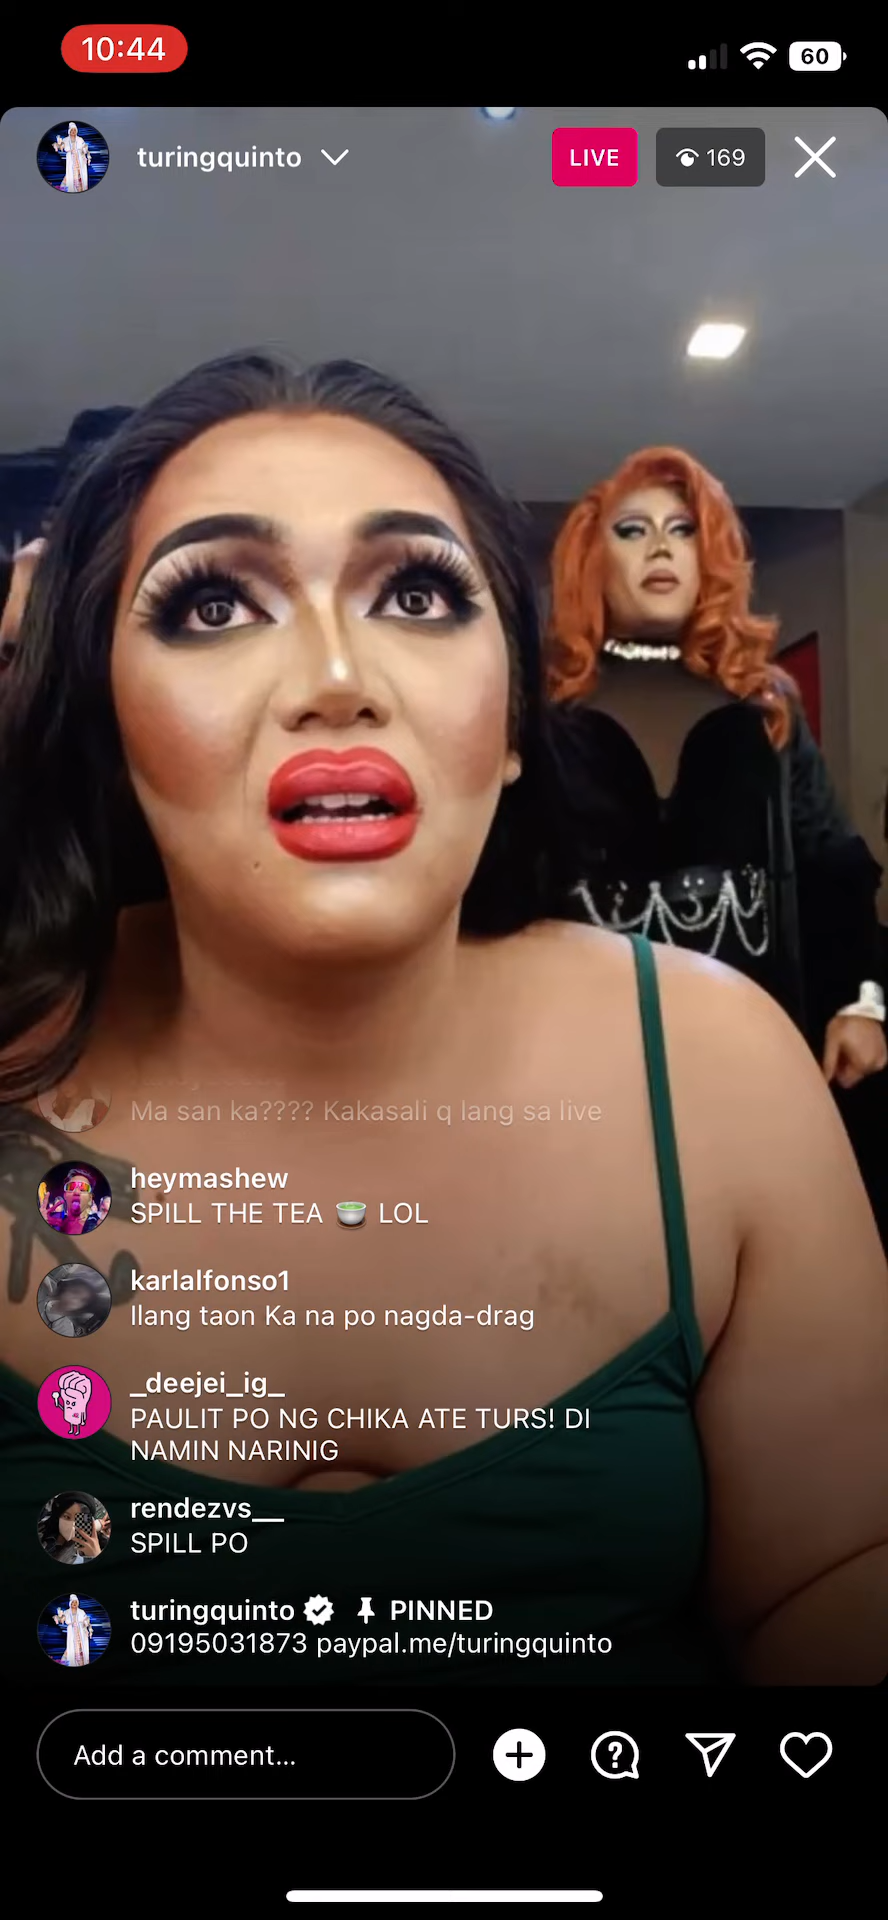 10:44
60
turingquinto
LIVE
169
Ma san ka???? Kakasali q lang sa live
heymashew
SPILL THE TEA 🍵 LOL
karlalfonso1
Ilang taon Ka na po nagda-drag
_deejei_ig_
PAULIT PO NG CHIKA ATE TURS! DI
NAMIN NARINIG
rendezvs__
SPILL PO
turingquinto PINNED
09195031873 paypal.me/turingquinto
Add a comment...